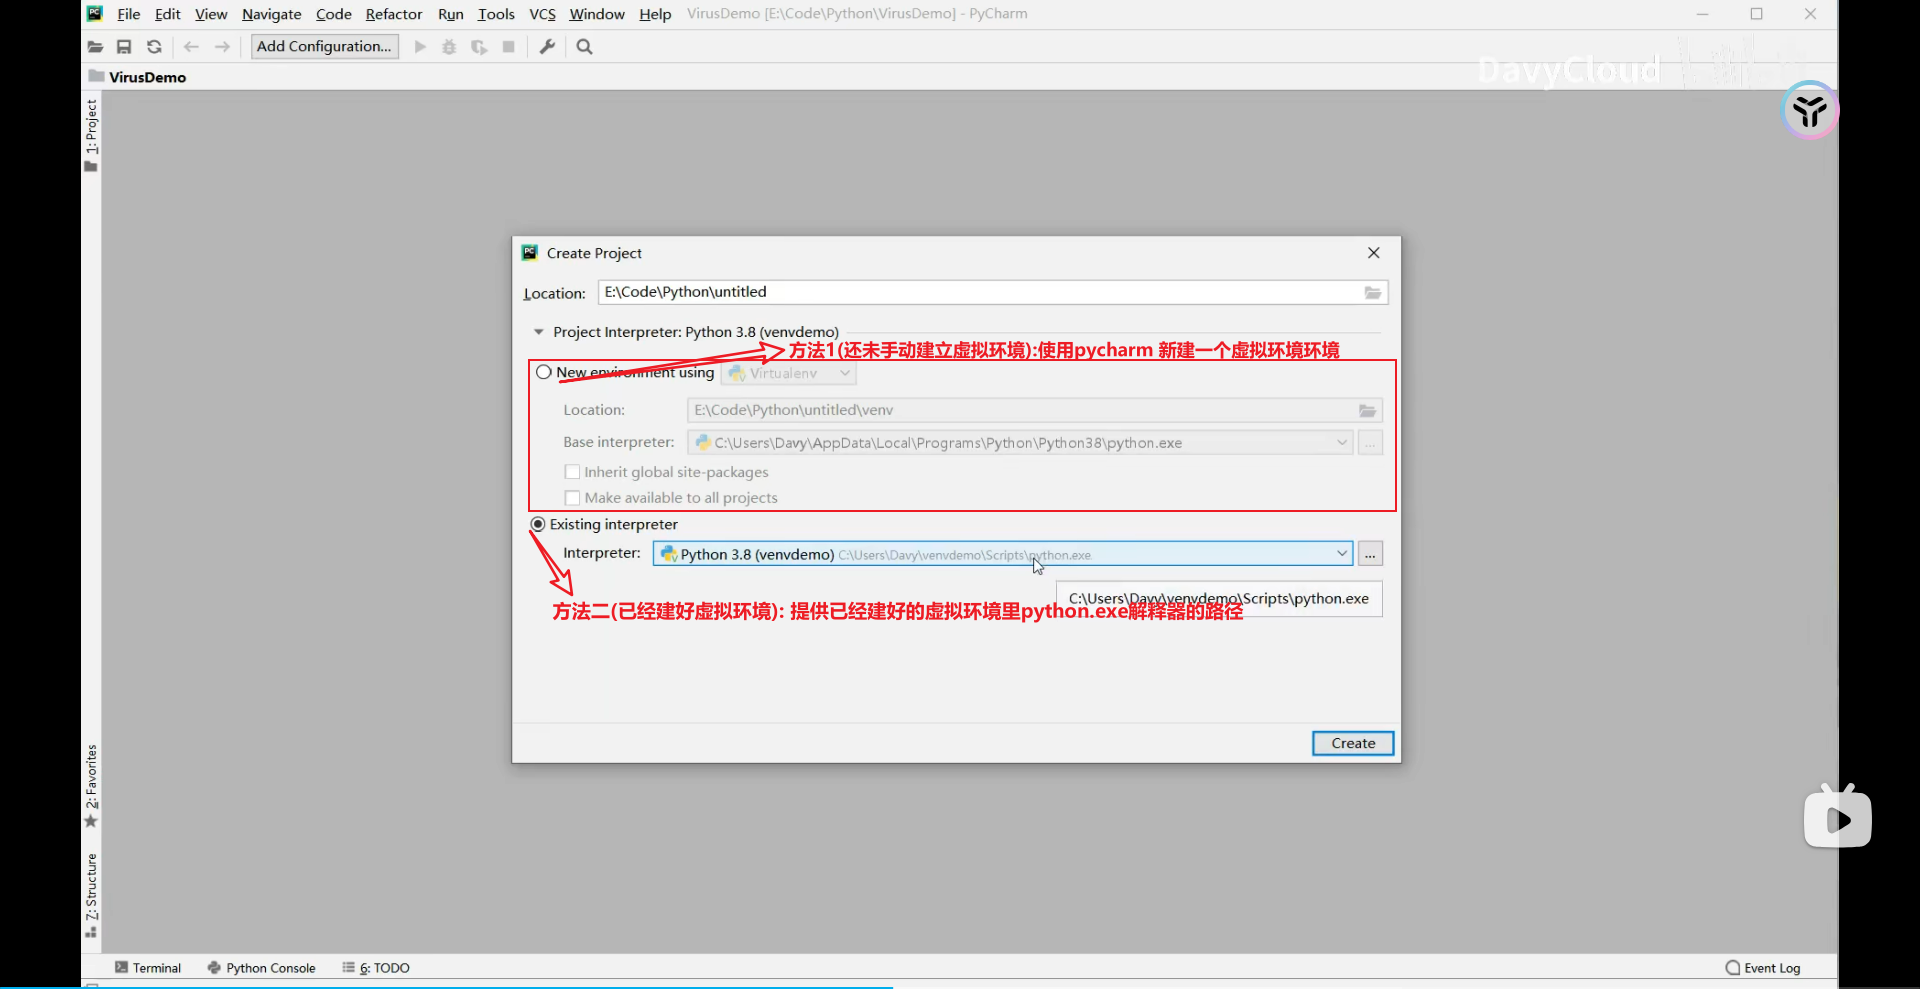 File Edit View Navigate Code Refactor Run Tools VCS Window Help VirusDemo [E:\Code\Python\VirusDemo] - PyCharm
Add Configuration...
VirusDemo
DavyCloud
1: Project
Create Project
Location: E:\Code\Python\untitled
Project Interpreter: Python 3.8 (venvdemo)
方法1(还未手动建立虚拟环境):使用pycharm 新建一个虚拟环境环境
New environment using Virtualenv
Location: E:\Code\Python\untitled\venv
Base interpreter: C:\Users\Davy\AppData\Local\Programs\Python\Python38\python.exe ...
Inherit global site-packages
Make available to all projects
Existing interpreter
Interpreter: Python 3.8 (venvdemo) C:\Users\Davy\venvdemo\Scripts\python.exe ...
C:\Users\Davy\venvdemo\Scripts\python.exe
方法二(已经建好虚拟环境): 提供已经建好的虚拟环境里python.exe解释器的路径
Create
2: Favorites
Z: Structure
Terminal Python Console 6: TODO Event Log